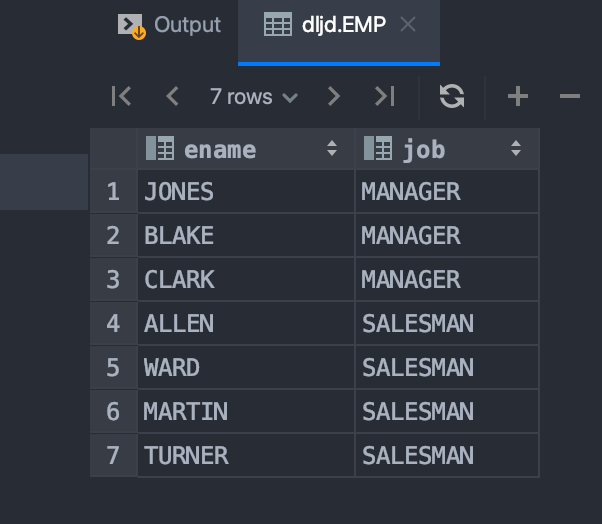 Output dljd.EMP
7 rows
ename job
1 JONES MANAGER
2 BLAKE MANAGER
3 CLARK MANAGER
4 ALLEN SALESMAN
5 WARD SALESMAN
6 MARTIN SALESMAN
7 TURNER SALESMAN